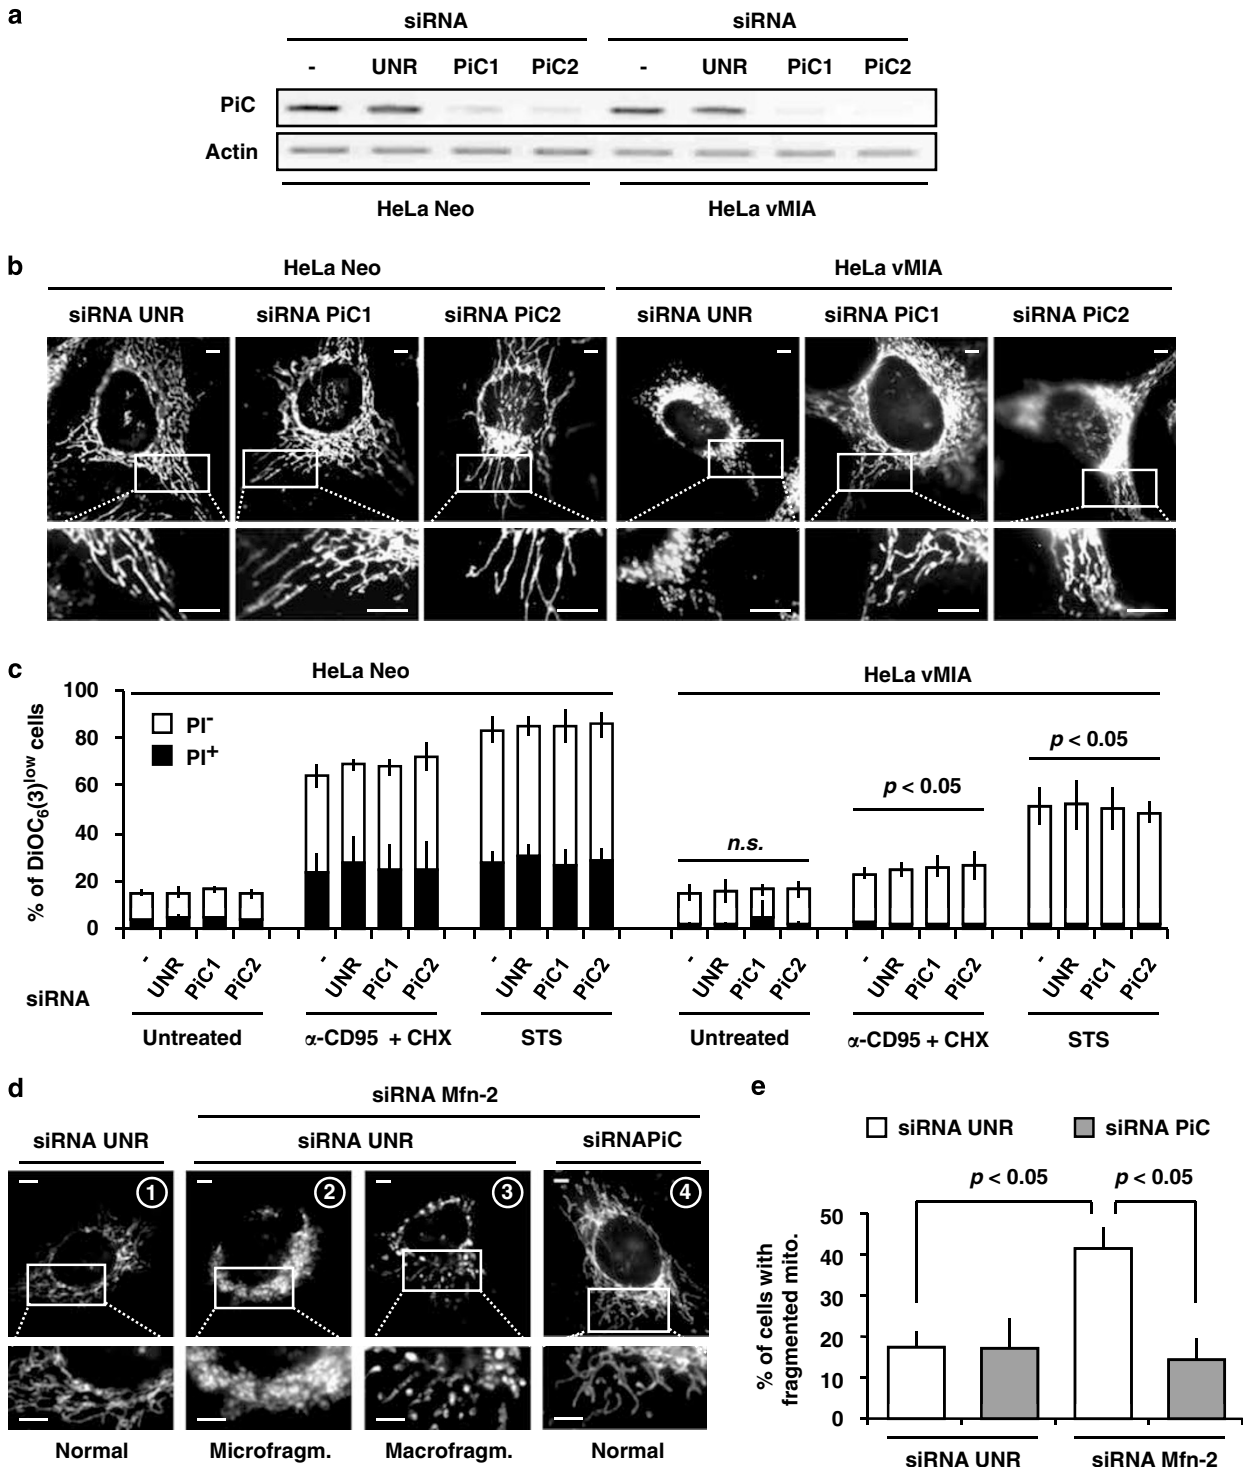 a
siRNA siRNA
- UNR PiC1 PiC2 - UNR PiC1 PiC2
PiC
Actin
HeLa Neo HeLa vMIA
b
HeLa Neo HeLa vMIA
siRNA UNR siRNA PiC1 siRNA PiC2 siRNA UNR siRNA PiC1 siRNA PiC2
c
HeLa Neo HeLa vMIA
% of DiOC6(3)low cells
100
80
60
40
20
0
PI-
PI+
n.s.
p < 0.05
p < 0.05
siRNA
- UNR PiC1 PiC2 - UNR PiC1 PiC2 - UNR PiC1 PiC2 - UNR PiC1 PiC2 - UNR PiC1 PiC2 - UNR PiC1 PiC2
Untreated α-CD95 + CHX STS Untreated α-CD95 + CHX STS
d
siRNA Mfn-2
siRNA UNR siRNA UNR siRNAPiC
1 2 3 4
Normal Microfragm. Macrofragm. Normal
e
siRNA UNR siRNA PiC
p < 0.05 p < 0.05
% of cells with
fragmented mito.
50
40
30
20
10
0
siRNA UNR siRNA Mfn-2